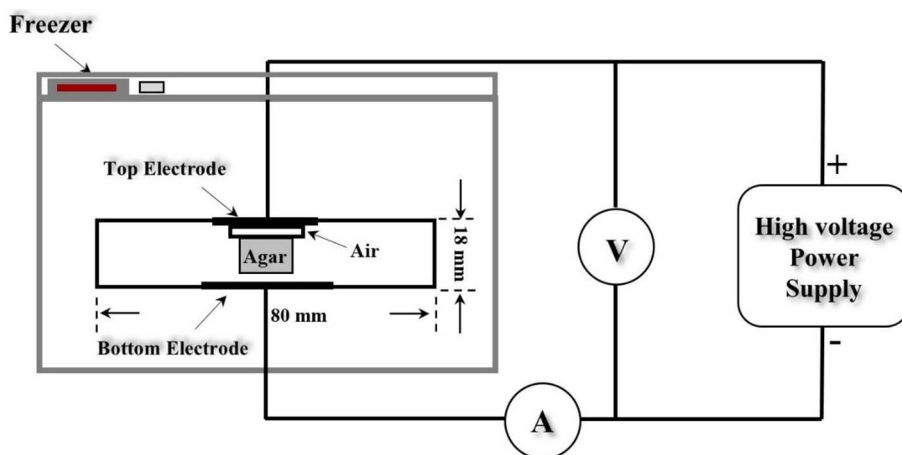 Freezer
Top Electrode
Air
Agar
18 mm
80 mm
Bottom Electrode
V
A
+
High voltage
Power
Supply
-